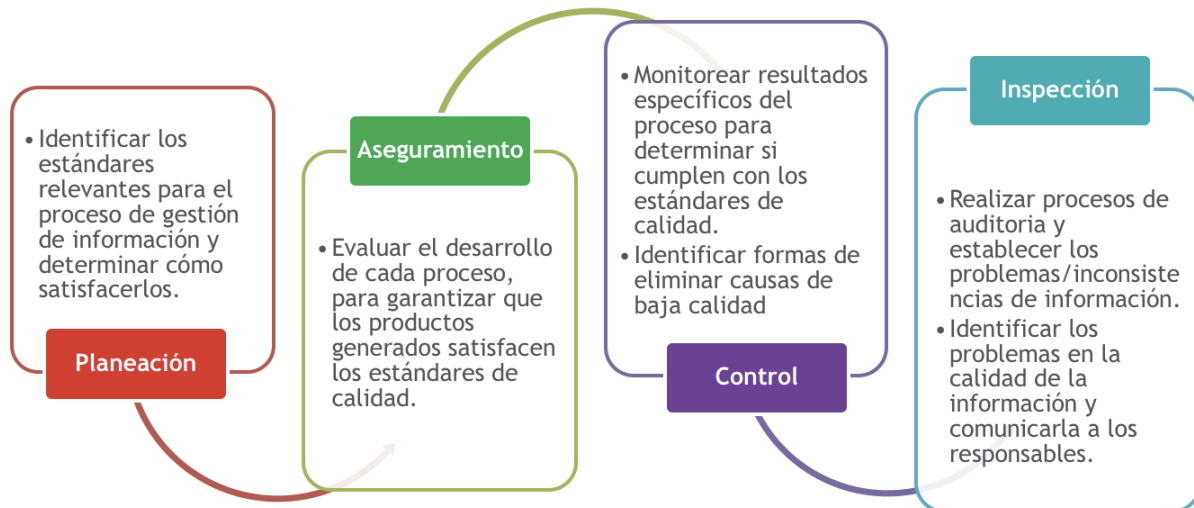 • Identificar los
estándares
relevantes para el
proceso de gestión
de información y
determinar cómo
satisfacerlos.
Planeación
Aseguramiento
• Evaluar el desarrollo
de cada proceso,
para garantizar que
los productos
generados satisfacen
los estándares de
calidad.
• Monitorear resultados
específicos del
proceso para
determinar si
cumplen con los
estándares de
calidad.
• Identificar formas de
eliminar causas de
baja calidad
Control
Inspección
• Realizar procesos de
auditoria y
establecer los
problemas/inconsiste
ncias de información.
• Identificar los
problemas en la
calidad de la
información y
comunicarla a los
responsables.